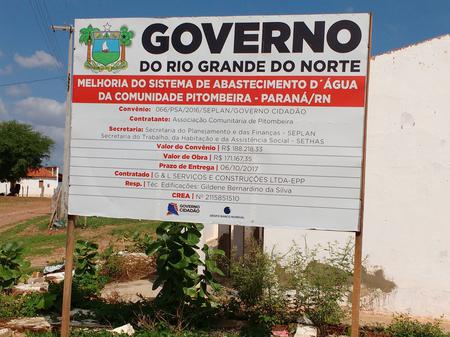 GOVERNO
DO RIO GRANDE DO NORTE
MELHORIA DO SISTEMA DE ABASTECIMENTO D´ÁGUA
DA COMUNIDADE PITOMBEIRA - PARANÁ/RN
Convênio: 066/PSA/2016/SEPLAN/GOVERNO CIDADÃO
Contratante: Associação Comunitária de Pitombeira
Secretaria: Secretaria do Planejamento e das Finanças - SEPLAN
Secretaria do Trabalho, da Habitação e da Assistência Social - SETHAS
Valor do Convênio | R$ 188.218,33
Valor de Obra | R$ 171.167,35
Prazo de Entrega | 06/10/2017
Contratado | G & L SERVIÇOS E CONSTRUÇÕES LTDA-EPP
Resp. | Téc. Edificações: Gildene Bernardino da Silva
CREA | Nº 2115851510
GOVERNO
CIDADÃO
GRUPO BANCO MUNDIAL